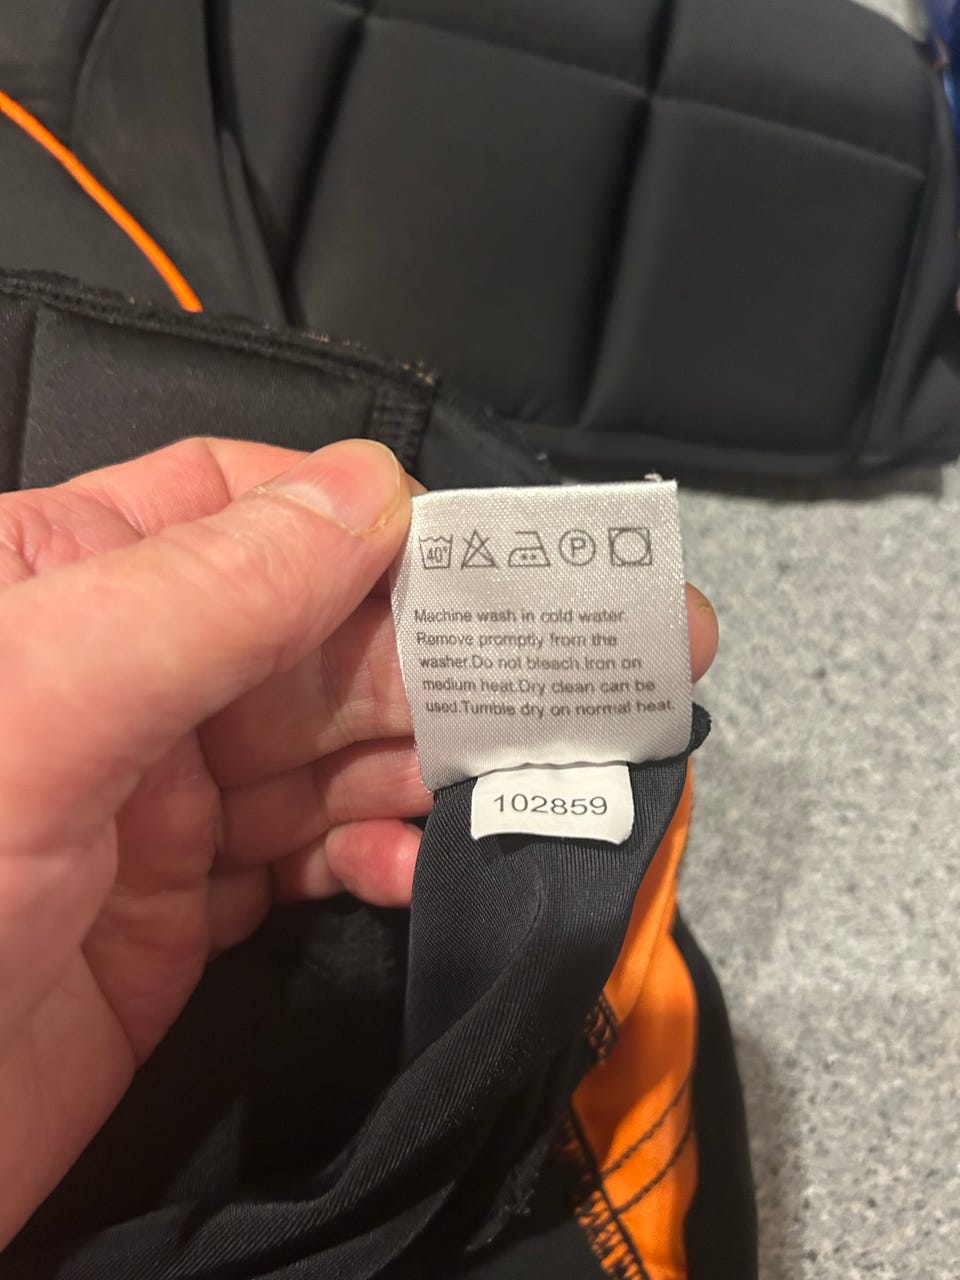 40°
P
Machine wash in cold water
Remove promptly from the
washer.Do not bleach Iron on
medium heat.Dry clean can be
used.Tumble dry on normal heat.
102859